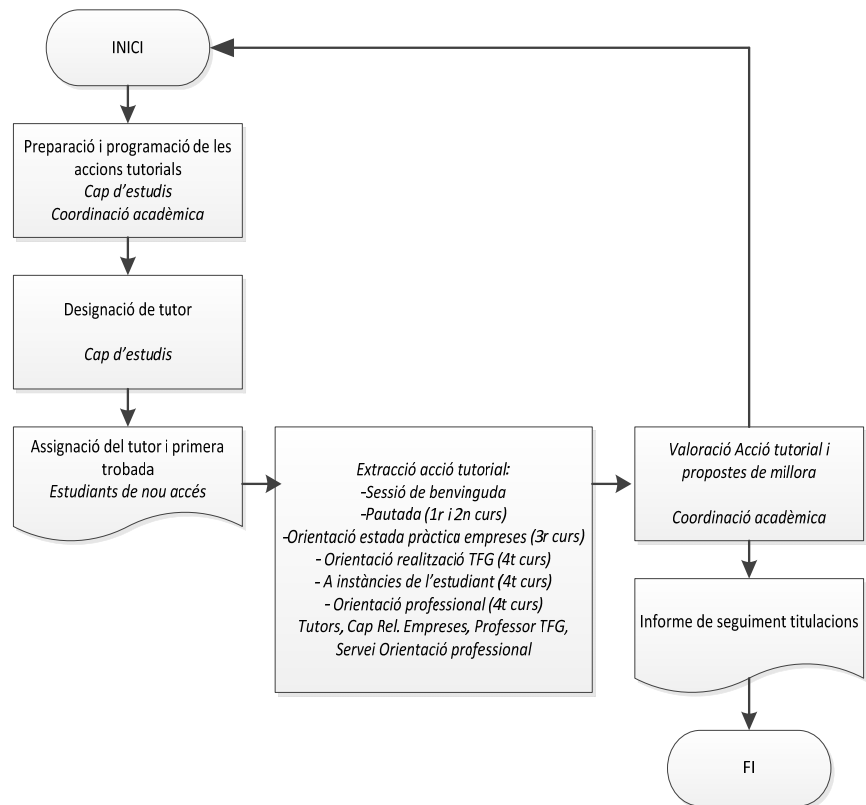 INICI
Preparació i programació de les
accions tutorials
Cap d'estudis
Coordinació acadèmica
Designació de tutor
Cap d'estudis
Assignació del tutor i primera
trobada
Estudiants de nou accés
Extracció acció tutorial:
-Sessió de benvinguda
-Pautada (1r i 2n curs)
-Orientació estada pràctica empreses (3r curs)
- Orientació realització TFG (4t curs)
- A instàncies de l'estudiant (4t curs)
- Orientació professional (4t curs)
Tutors, Cap Rel. Empreses, Professor TFG,
Servei Orientació professional
Valoració Acció tutorial i
propostes de millora
Coordinació acadèmica
Informe de seguiment titulacions
FI